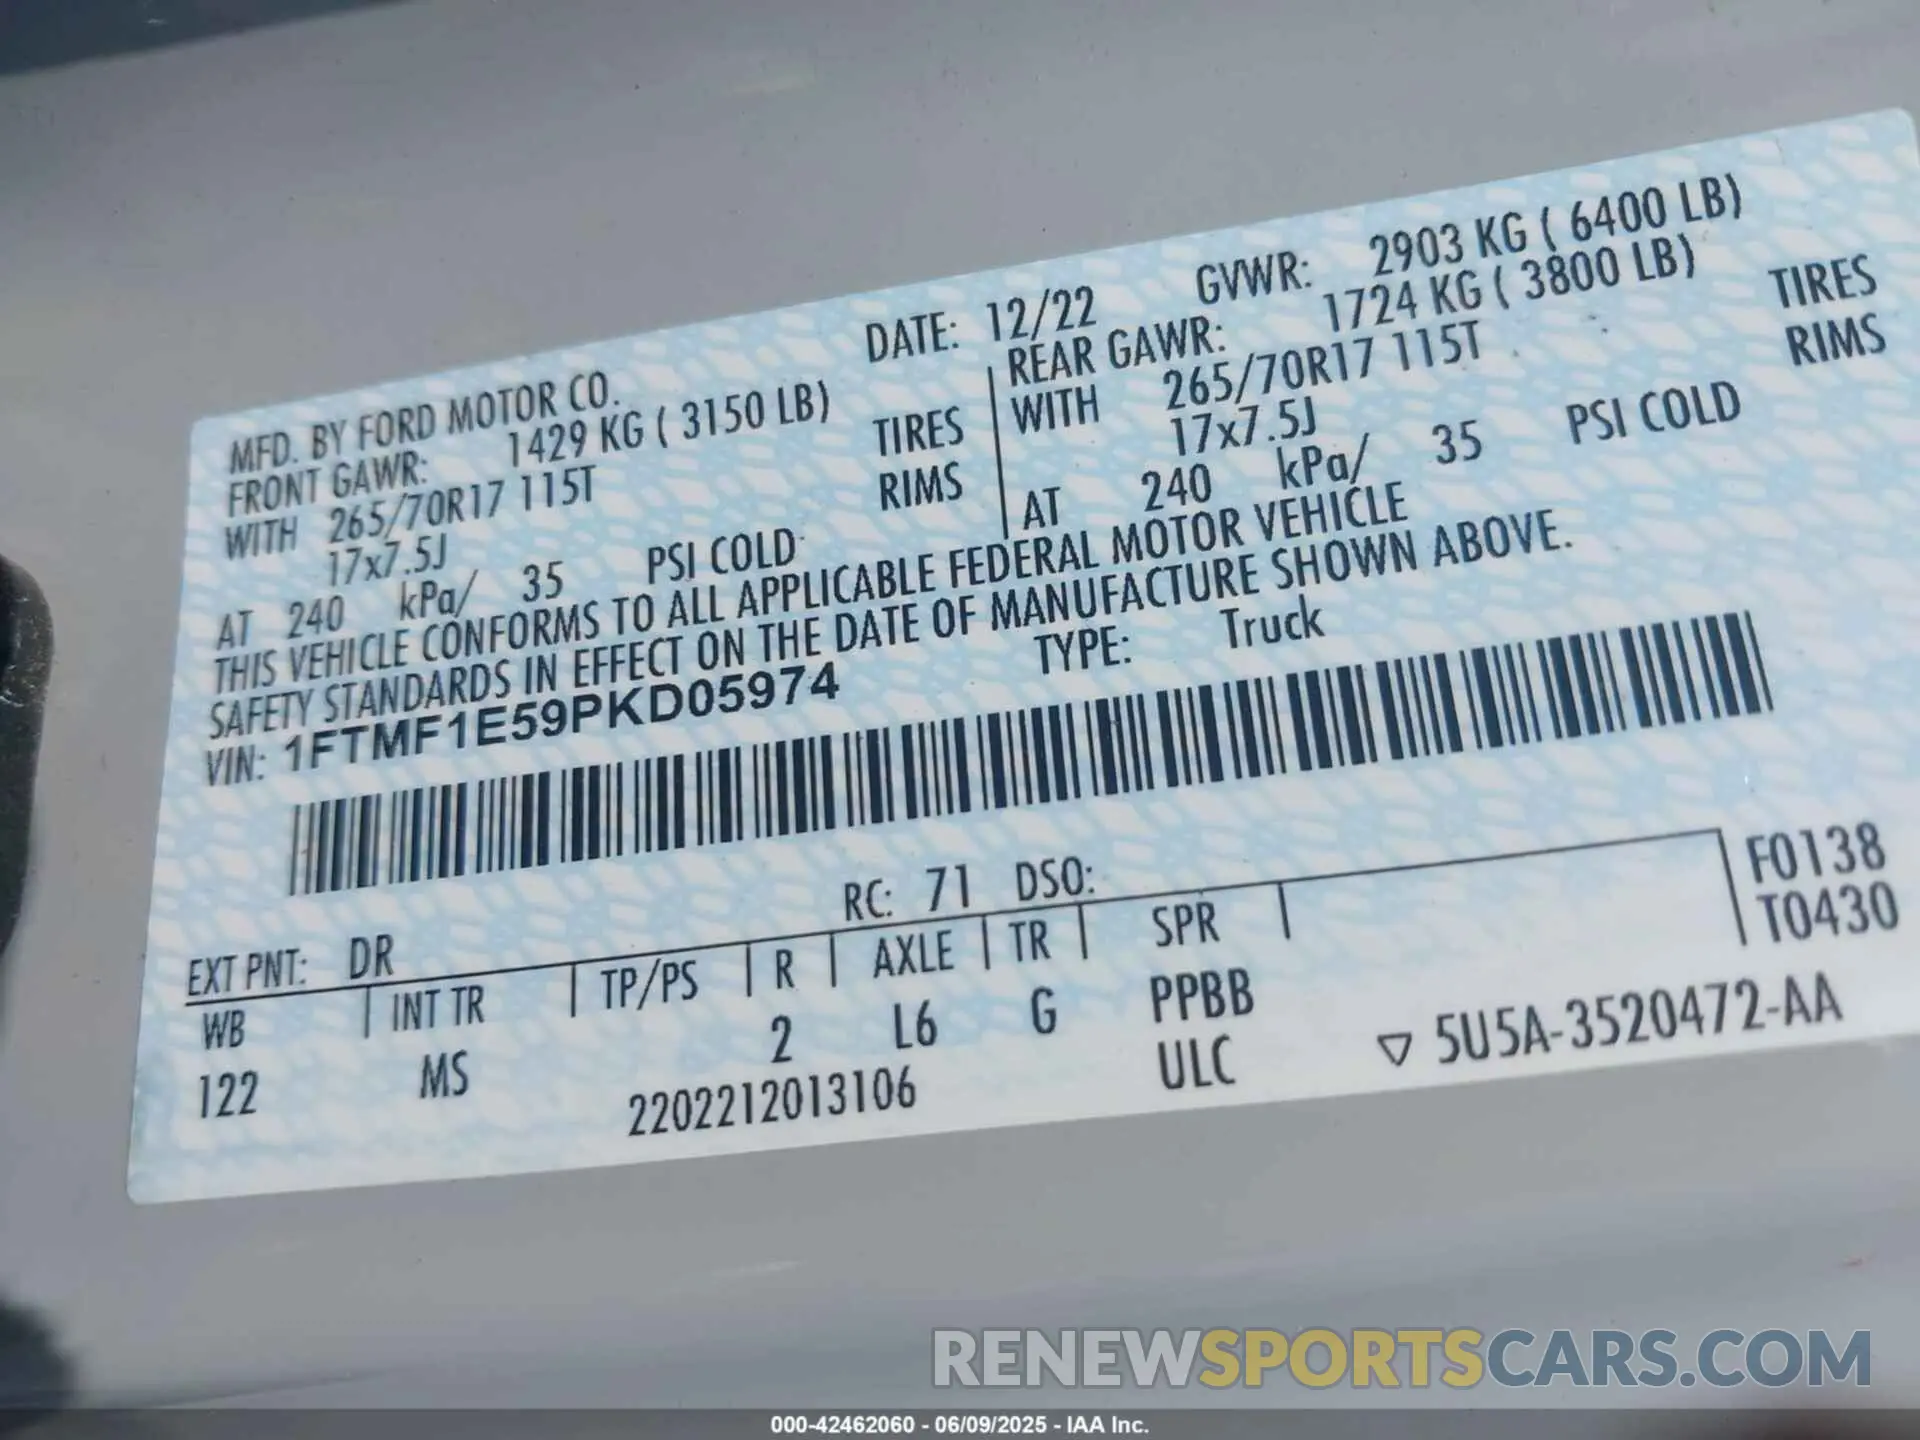 MFD. BY FORD MOTOR CO. DATE: 12/22 GVWR: 2903 KG ( 6400 LB)
FRONT GAWR: 1429 KG ( 3150 LB) REAR GAWR: 1724 KG ( 3800 LB)
WITH 265/70R17 115T TIRES WITH 265/70R17 115T TIRES
17x7.5J RIMS 17x7.5J RIMS
AT 240 kPa/ 35 PSI COLD AT 240 kPa/ 35 PSI COLD
THIS VEHICLE CONFORMS TO ALL APPLICABLE FEDERAL MOTOR VEHICLE
SAFETY STANDARDS IN EFFECT ON THE DATE OF MANUFACTURE SHOWN ABOVE.
VIN: 1FTMF1E59PKD05974 TYPE: Truck
EXT PNT: DR RC: 71 DSO: F0138
WB INT TR TP/PS R AXLE TR SPR T0430
122 MS 2 L6 G PPBB
2202212013106 ULC ▽ 5U5A-3520472-AA
RENEWSPORTSCARS.COM
000-42462060 - 06/09/2025 - IAA Inc.